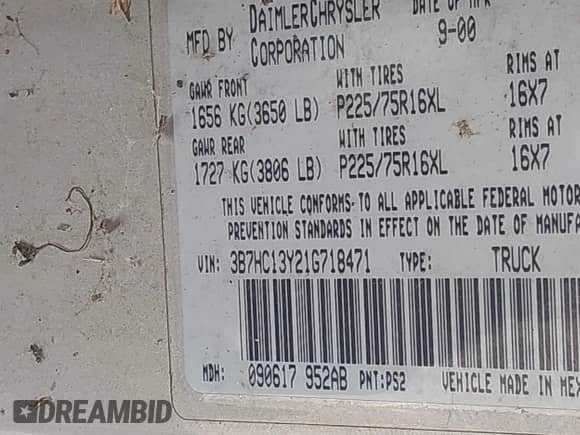 MFD BY DAIMLERCHRYSLER CORPORATION DATE OF MFR 9-00
GAWR FRONT WITH TIRES RIMS AT
1656 KG(3650 LB) P225/75R16XL 16X7
GAWR REAR WITH TIRES RIMS AT
1727 KG(3806 LB) P225/75R16XL 16X7
THIS VEHICLE CONFORMS TO ALL APPLICABLE FEDERAL MOTOR
PREVENTION STANDARDS IN EFFECT ON THE DATE OF MANUFA
VIN: 3B7HC13Y21G718471 TYPE: TRUCK
MDH: 090617 952AB PNT:PS2 VEHICLE MADE IN MEX
DREAMBID